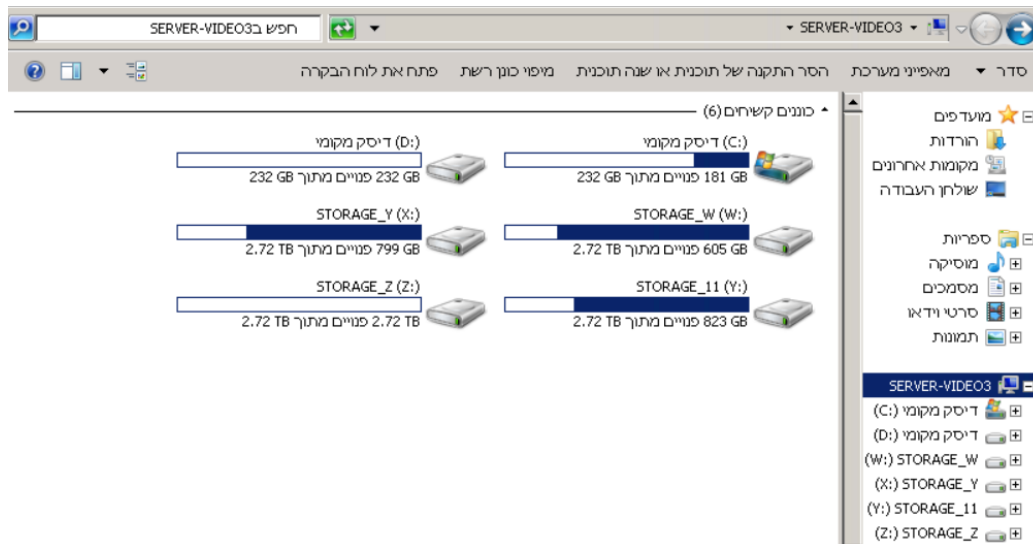 SERVER-VIDEO3
חפש בSERVER-VIDEO3
סדר
מאפייני מערכת
הסר התקנה של תוכנית או שנה תוכנית
מיפוי כונן רשת
פתח את לוח הבקרה
מועדפים
הורדות
מקומות אחרונים
שולחן העבודה
ספריות
מוסיקה
מסמכים
סרטי וידאו
תמונות
SERVER-VIDEO3
דיסק מקומי (C:)
דיסק מקומי (D:)
STORAGE_W (W:)
STORAGE_Y (X:)
STORAGE_11 (Y:)
STORAGE_Z (Z:)
כוננים קשיחים (6)
דיסק מקומי (C:)
181 GB פנויים מתוך 232 GB
דיסק מקומי (D:)
232 GB פנויים מתוך 232 GB
STORAGE_W (W:)
605 GB פנויים מתוך 2.72 TB
STORAGE_Y (X:)
799 GB פנויים מתוך 2.72 TB
STORAGE_11 (Y:)
823 GB פנויים מתוך 2.72 TB
STORAGE_Z (Z:)
2.72 TB פנויים מתוך 2.72 TB